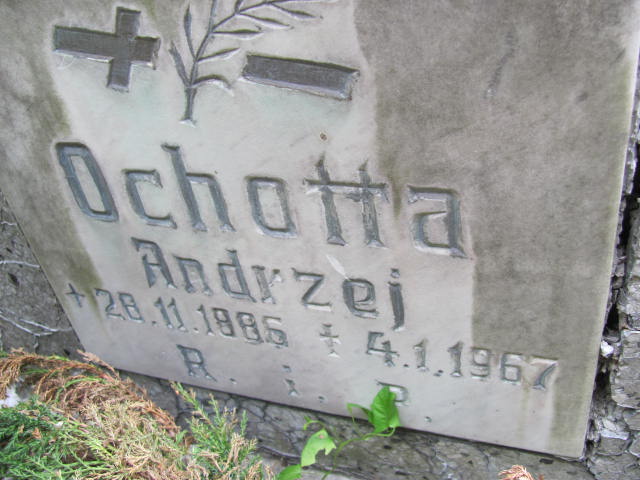 Ochotta
Andrzej
+ 28.11.1886 + 4.1.1967
R. i. P.